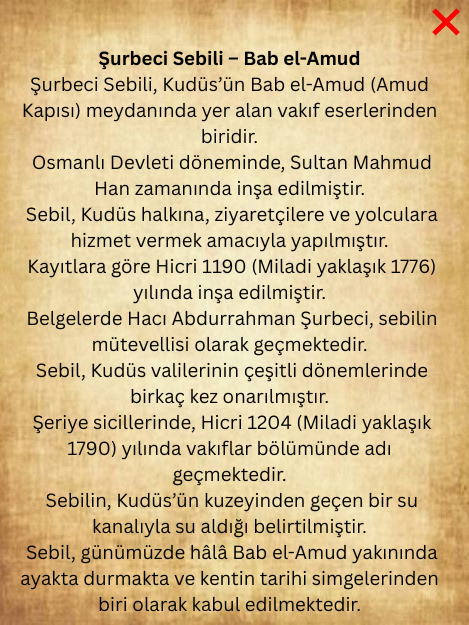 Şurbeci Sebili – Bab el-Amud
Şurbeci Sebili, Kudüs’ün Bab el-Amud (Amud
Kapısı) meydanında yer alan vakıf eserlerinden
biridir.
Osmanlı Devleti döneminde, Sultan Mahmud
Han zamanında inşa edilmiştir.
Sebil, Kudüs halkına, ziyaretçilere ve yolculara
hizmet vermek amacıyla yapılmıştır.
Kayıtlara göre Hicri 1190 (Miladi yaklaşık 1776)
yılında inşa edilmiştir.
Belgelerde Hacı Abdurrahman Şurbeci, sebilin
mütevellisi olarak geçmektedir.
Sebil, Kudüs valilerinin çeşitli dönemlerinde
birkaç kez onarılmıştır.
Şeriye sicillerinde, Hicri 1204 (Miladi yaklaşık
1790) yılında vakıflar bölümünde adı
geçmektedir.
Sebilin, Kudüs’ün kuzeyinden geçen bir su
kanalıyla su aldığı belirtilmiştir.
Sebil, günümüzde hâlâ Bab el-Amud yakınında
ayakta durmakta ve kentin tarihi simgelerinden
biri olarak kabul edilmektedir.